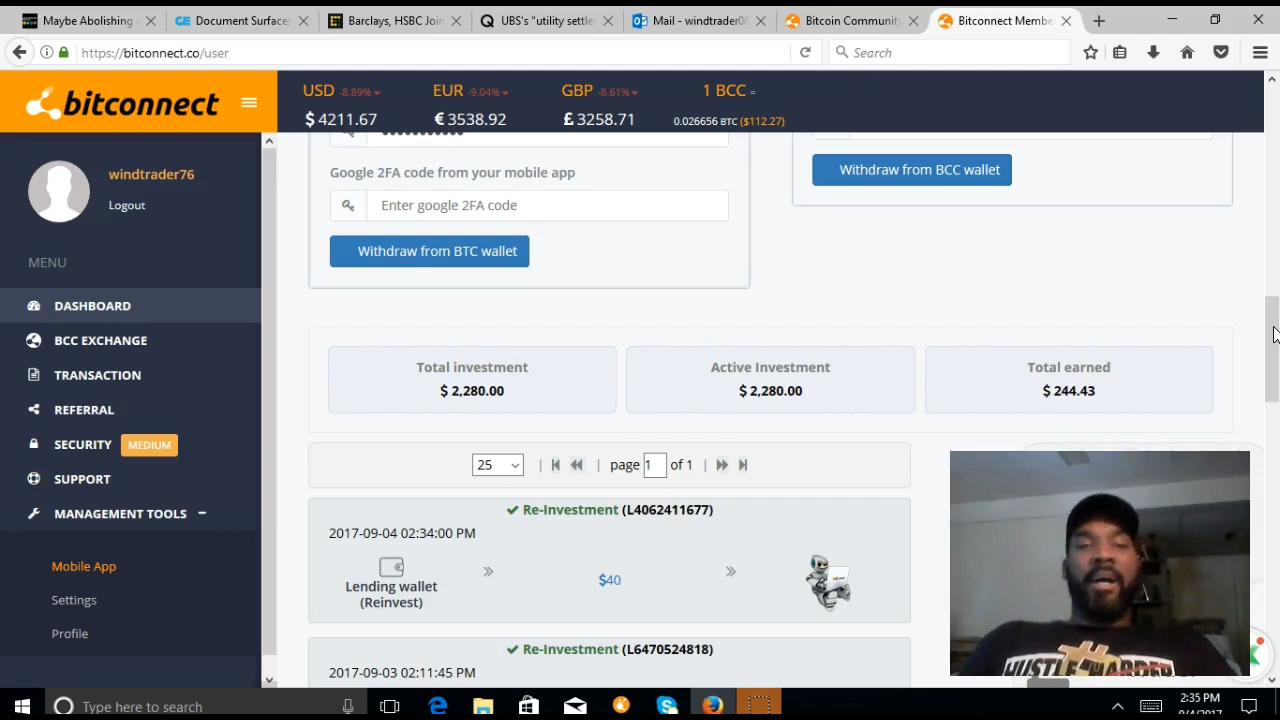 Maybe Abolishing
Document Surfaces
Barclays, HSBC Join
UBS's "utility settle
Mail - windtrader0
Bitcoin Community
Bitconnect Membe
https://bitconnect.co/user
Search
bitconnect
USD -8.89%
EUR -9.04%
GBP -8.61%
1 BCC =
$ 4211.67
€ 3538.92
£ 3258.71
0.026656 BTC ($112.27)
windtrader76
Logout
MENU
DASHBOARD
BCC EXCHANGE
TRANSACTION
REFERRAL
SECURITY MEDIUM
SUPPORT
MANAGEMENT TOOLS
Mobile App
Settings
Profile
Google 2FA code from your mobile app
Enter google 2FA code
Withdraw from BTC wallet
Withdraw from BCC wallet
Total investment
$ 2,280.00
Active Investment
$ 2,280.00
Total earned
$ 244.43
25 page 1 of 1
Re-Investment (L4062411677)
2017-09-04 02:34:00 PM
Lending wallet
(Reinvest)
$40
Re-Investment (L6470524818)
2017-09-03 02:11:45 PM
HUSTLE HARDER
Type here to search
2:35 PM